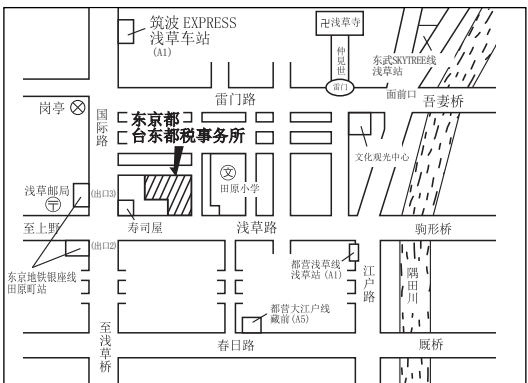 筑波 EXPRESS
浅草车站
(A1)
卍浅草寺
仲见世
雷门
东武SKYTREE线
浅草站
面前口
吾妻桥
岗亭
国际路
雷门路
东京都
台东都税事务所
文化观光中心
文
田原小学
浅草邮局
〒
(出口3)
至上野
寿司屋
浅草路
驹形桥
(出口2)
东京地铁银座线
田原町站
都营浅草线
浅草站 (A1)
江户路
隅田川
都营大江户线
藏前(A5)
至浅草桥
春日路
厩桥